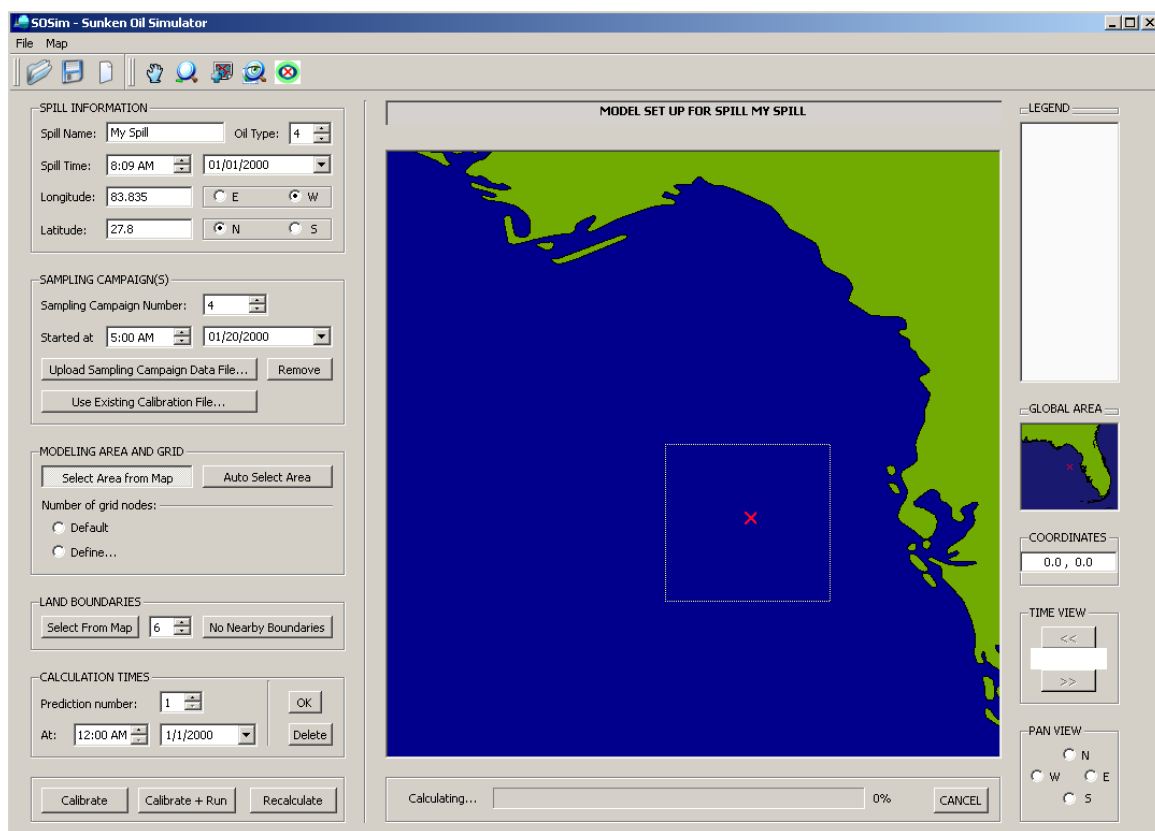 SOSim - Sunken Oil Simulator
File Map
SPILL INFORMATION
Spill Name: My Spill Oil Type: 4
Spill Time: 8:09 AM 01/01/2000
Longitude: 83.835 E W
Latitude: 27.8 N S
SAMPLING CAMPAIGN(S)
Sampling Campaign Number: 4
Started at 5:00 AM 01/20/2000
Upload Sampling Campaign Data File... Remove
Use Existing Calibration File...
MODELING AREA AND GRID
Select Area from Map Auto Select Area
Number of grid nodes:
Default
Define...
LAND BOUNDARIES
Select From Map 6 No Nearby Boundaries
CALCULATION TIMES
Prediction number: 1 OK
At: 12:00 AM 1/1/2000 Delete
Calibrate Calibrate + Run Recalculate
MODEL SET UP FOR SPILL MY SPILL
Calculating... 0% CANCEL
LEGEND
GLOBAL AREA
COORDINATES
0.0 , 0.0
TIME VIEW
<<
>>
PAN VIEW
N
W E
S